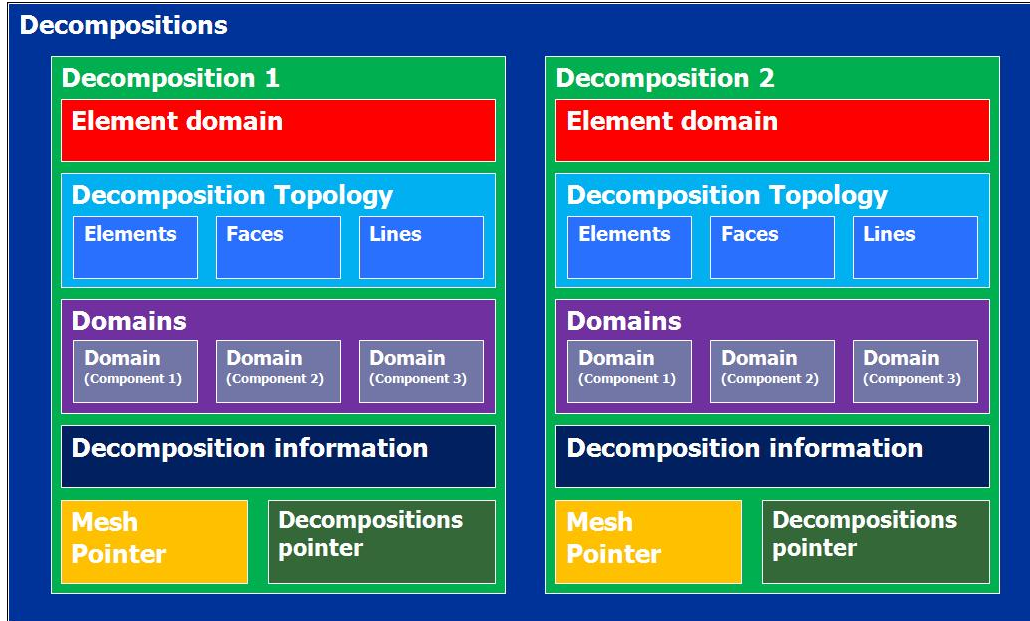 Decompositions
Decomposition 1
Element domain
Decomposition Topology
Elements
Faces
Lines
Domains
Domain
(Component 1)
Domain
(Component 2)
Domain
(Component 3)
Decomposition information
Mesh
Pointer
Decompositions
pointer
Decomposition 2
Element domain
Decomposition Topology
Elements
Faces
Lines
Domains
Domain
(Component 1)
Domain
(Component 2)
Domain
(Component 3)
Decomposition information
Mesh
Pointer
Decompositions
pointer